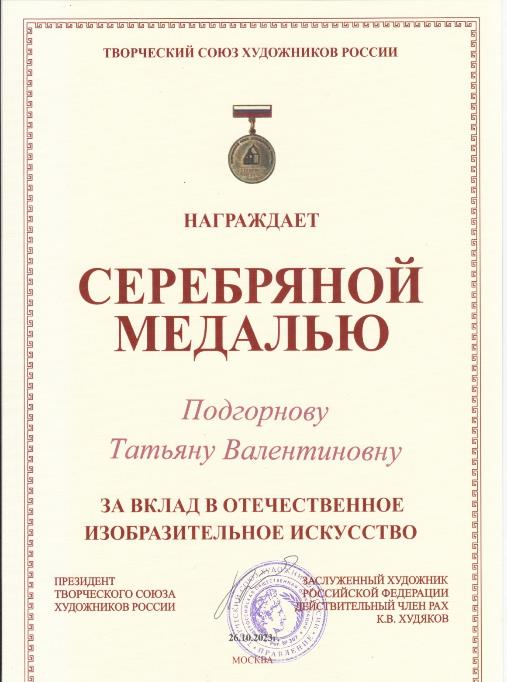 ТВОРЧЕСКИЙ СОЮЗ ХУДОЖНИКОВ РОССИИ
НАГРАЖДАЕТ
СЕРЕБРЯНОЙ
МЕДАЛЬЮ
Подгорнову
Татьяну Валентиновну
ЗА ВКЛАД В ОТЕЧЕСТВЕННОЕ
ИЗОБРАЗИТЕЛЬНОЕ ИСКУССТВО
ПРЕЗИДЕНТ
ТВОРЧЕСКОГО СОЮЗА
ХУДОЖНИКОВ РОССИИ
ЗАСЛУЖЕННЫЙ ХУДОЖНИК
РОССИЙСКОЙ ФЕДЕРАЦИИ
ДЕЙСТВИТЕЛЬНЫЙ ЧЛЕН РАХ
К.В. ХУДЯКОВ
26.10.2023г.
МОСКВА